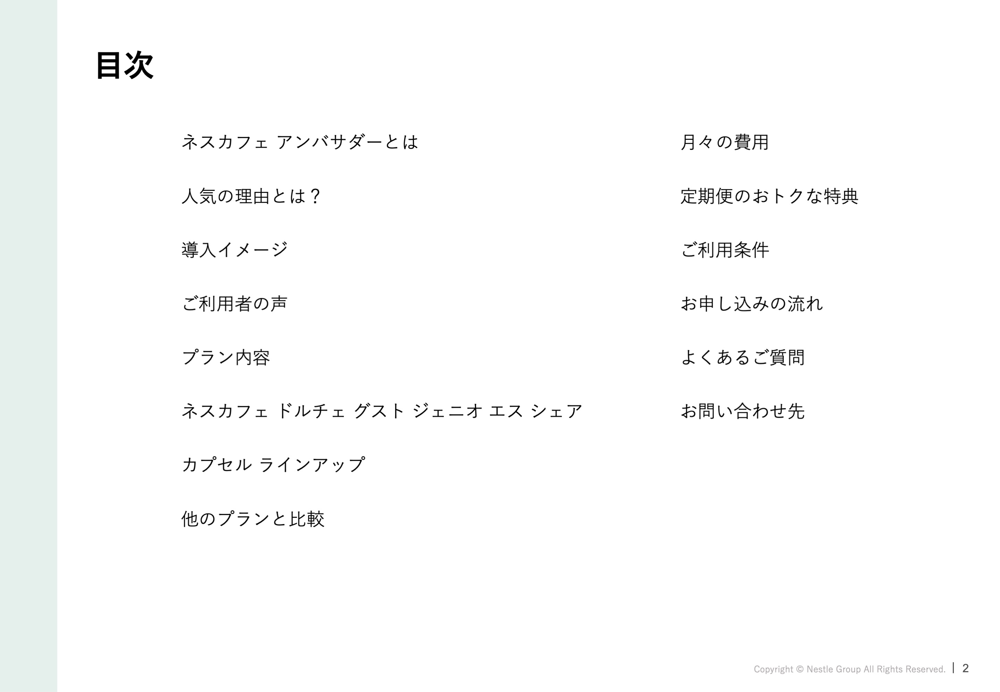 目次
ネスカフェ アンバサダーとは
人気の理由とは？
導入イメージ
ご利用者の声
プラン内容
ネスカフェ ドルチェ グスト ジェニオ エス シェア
カプセル ラインアップ
他のプランと比較
月々の費用
定期便のおトクな特典
ご利用条件
お申し込みの流れ
よくあるご質問
お問い合わせ先
Copyright © Nestle Group All Rights Reserved. | 2